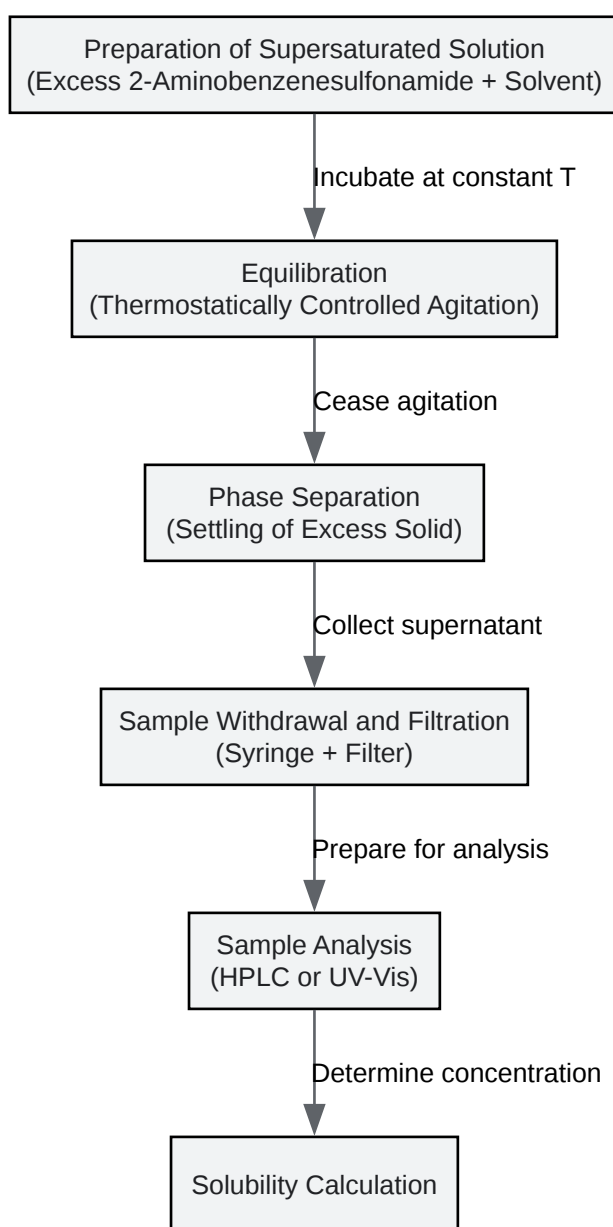 Preparation of Supersaturated Solution
(Excess 2-Aminobenzenesulfonamide + Solvent)
Incubate at constant T
Equilibration
(Thermostatically Controlled Agitation)
Cease agitation
Phase Separation
(Settling of Excess Solid)
Collect supernatant
Sample Withdrawal and Filtration
(Syringe + Filter)
Prepare for analysis
Sample Analysis
(HPLC or UV-Vis)
Determine concentration
Solubility Calculation